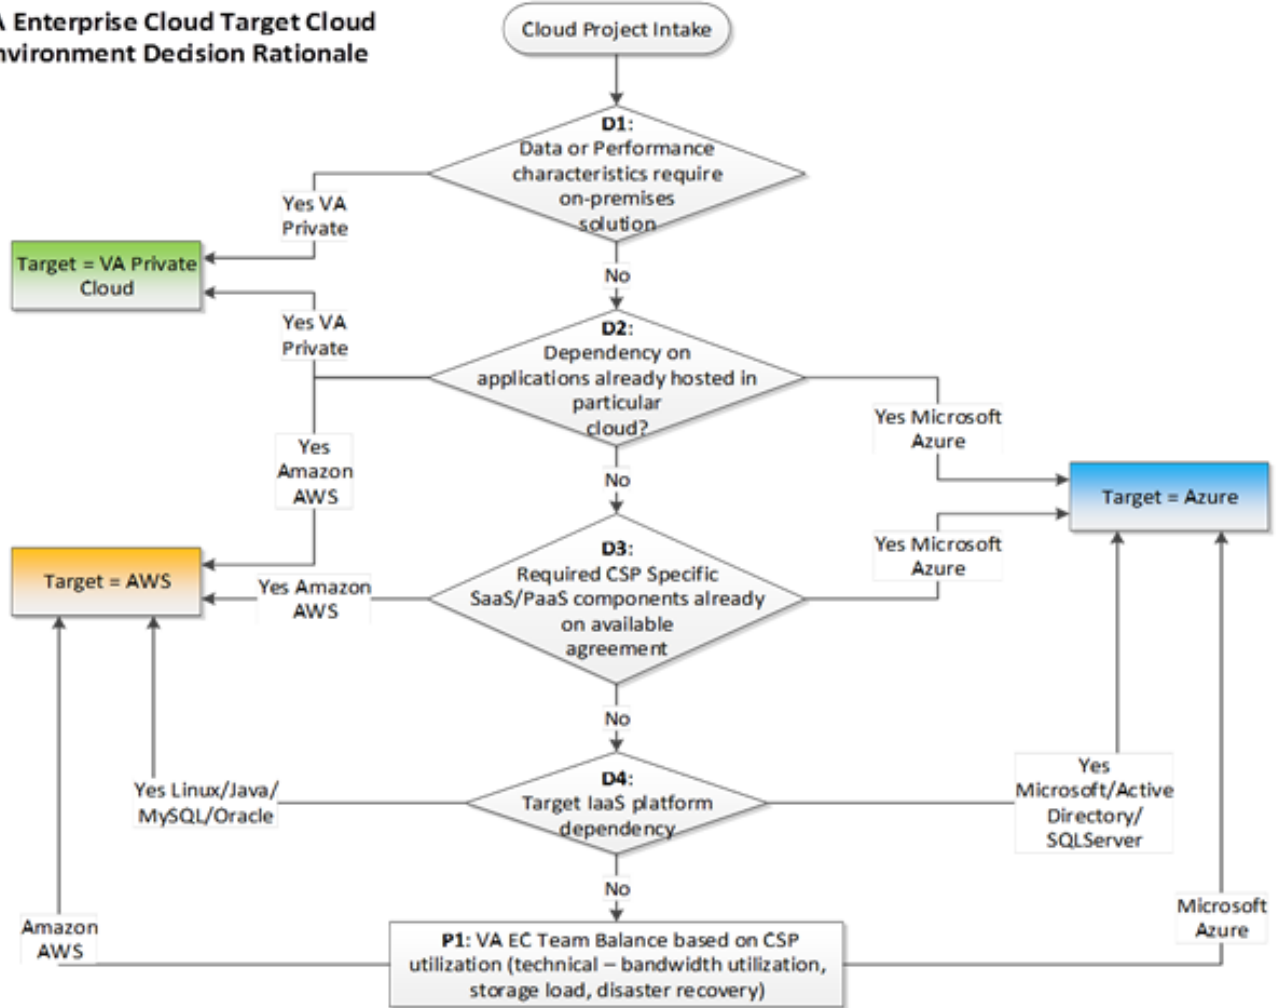 A Enterprise Cloud Target Cloud
nvironment Decision Rationale
Cloud Project Intake
D1:
Data or Performance
characteristics require
on-premises
solution
Yes VA
Private
Target = VA Private
Cloud
No
Yes VA
Private
D2:
Dependency on
applications already hosted in
particular
cloud?
Yes Microsoft
Azure
Yes
Amazon
AWS
No
Target = Azure
D3:
Required CSP Specific
SaaS/PaaS components already
on available
agreement
Yes Microsoft
Azure
Target = AWS
Yes Amazon
AWS
No
D4:
Target IaaS platform
dependency
Yes Linux/Java/
MySQL/Oracle
Yes
Microsoft/Active
Directory/
SQLServer
No
Amazon
AWS
P1: VA EC Team Balance based on CSP
utilization (technical – bandwidth utilization,
storage load, disaster recovery)
Microsoft
Azure